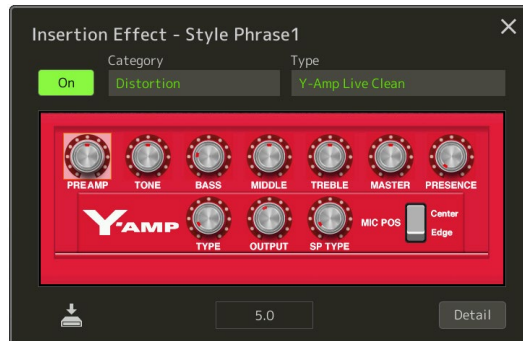 Insertion Effect - Style Phrase1
Category Type
On Distortion Y-Amp Live Clean
PREAMP TONE BASS MIDDLE TREBLE MASTER PRESENCE
Y-AMP TYPE OUTPUT SP TYPE MIC POS Center Edge
5.0 Detail